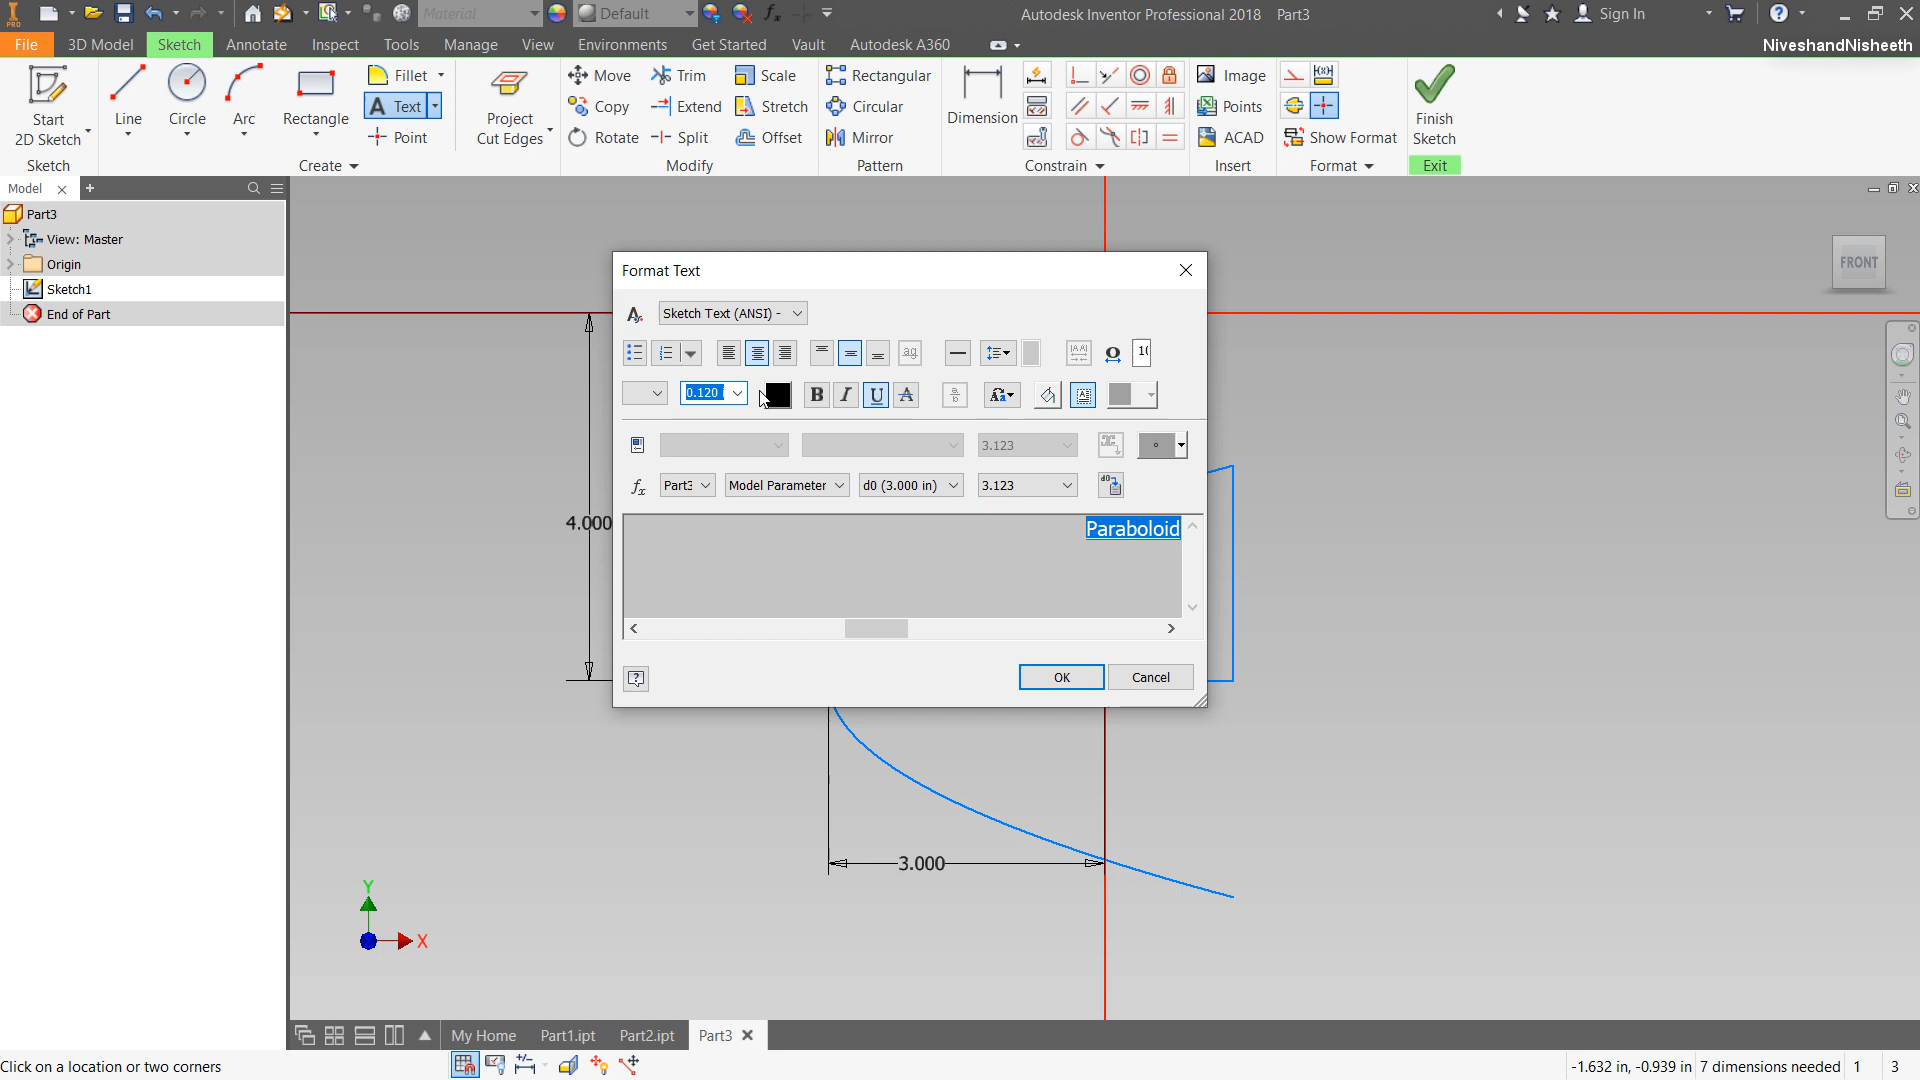 Material
Default
Autodesk Inventor Professional 2018 Part3
Sign In
File 3D Model Sketch Annotate Inspect Tools Manage View Environments Get Started Vault Autodesk A360
NiveshandNisheeth
Start
2D Sketch
Line
Circle
Arc
Rectangle
Fillet
Text
Point
Project
Cut Edges
Move
Copy
Rotate
Trim
Extend
Split
Scale
Stretch
Offset
Rectangular
Circular
Mirror
Dimension
Image
Points
ACAD
Show Format
Finish
Sketch
Sketch
Create
Modify
Pattern
Constrain
Insert
Format
Exit
Model
Part3
View: Master
Origin
Sketch1
End of Part
FRONT
Format Text
Sketch Text (ANSI) -
0.120
B I U A
3.123
fx Part3 Model Parameter d0 (3.000 in) 3.123
Paraboloid
OK Cancel
4.000
3.000
Y
X
My Home Part1.ipt Part2.ipt Part3
Click on a location or two corners
-1.632 in, -0.939 in 7 dimensions needed 1 3